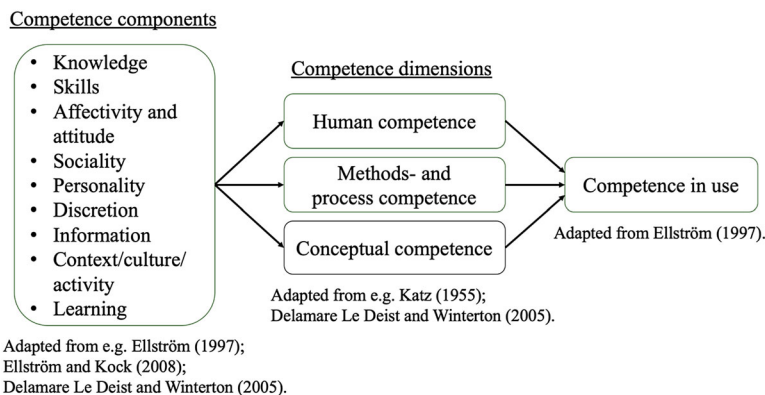 Competence components
• Knowledge
• Skills
• Affectivity and
attitude
• Sociality
• Personality
• Discretion
• Information
• Context/culture/
activity
• Learning
Adapted from e.g. Ellström (1997);
Ellström and Kock (2008);
Delamare Le Deist and Winterton (2005).
Competence dimensions
Human competence
Methods- and
process competence
Conceptual competence
Adapted from e.g. Katz (1955);
Delamare Le Deist and Winterton (2005).
Competence in use
Adapted from Ellström (1997).